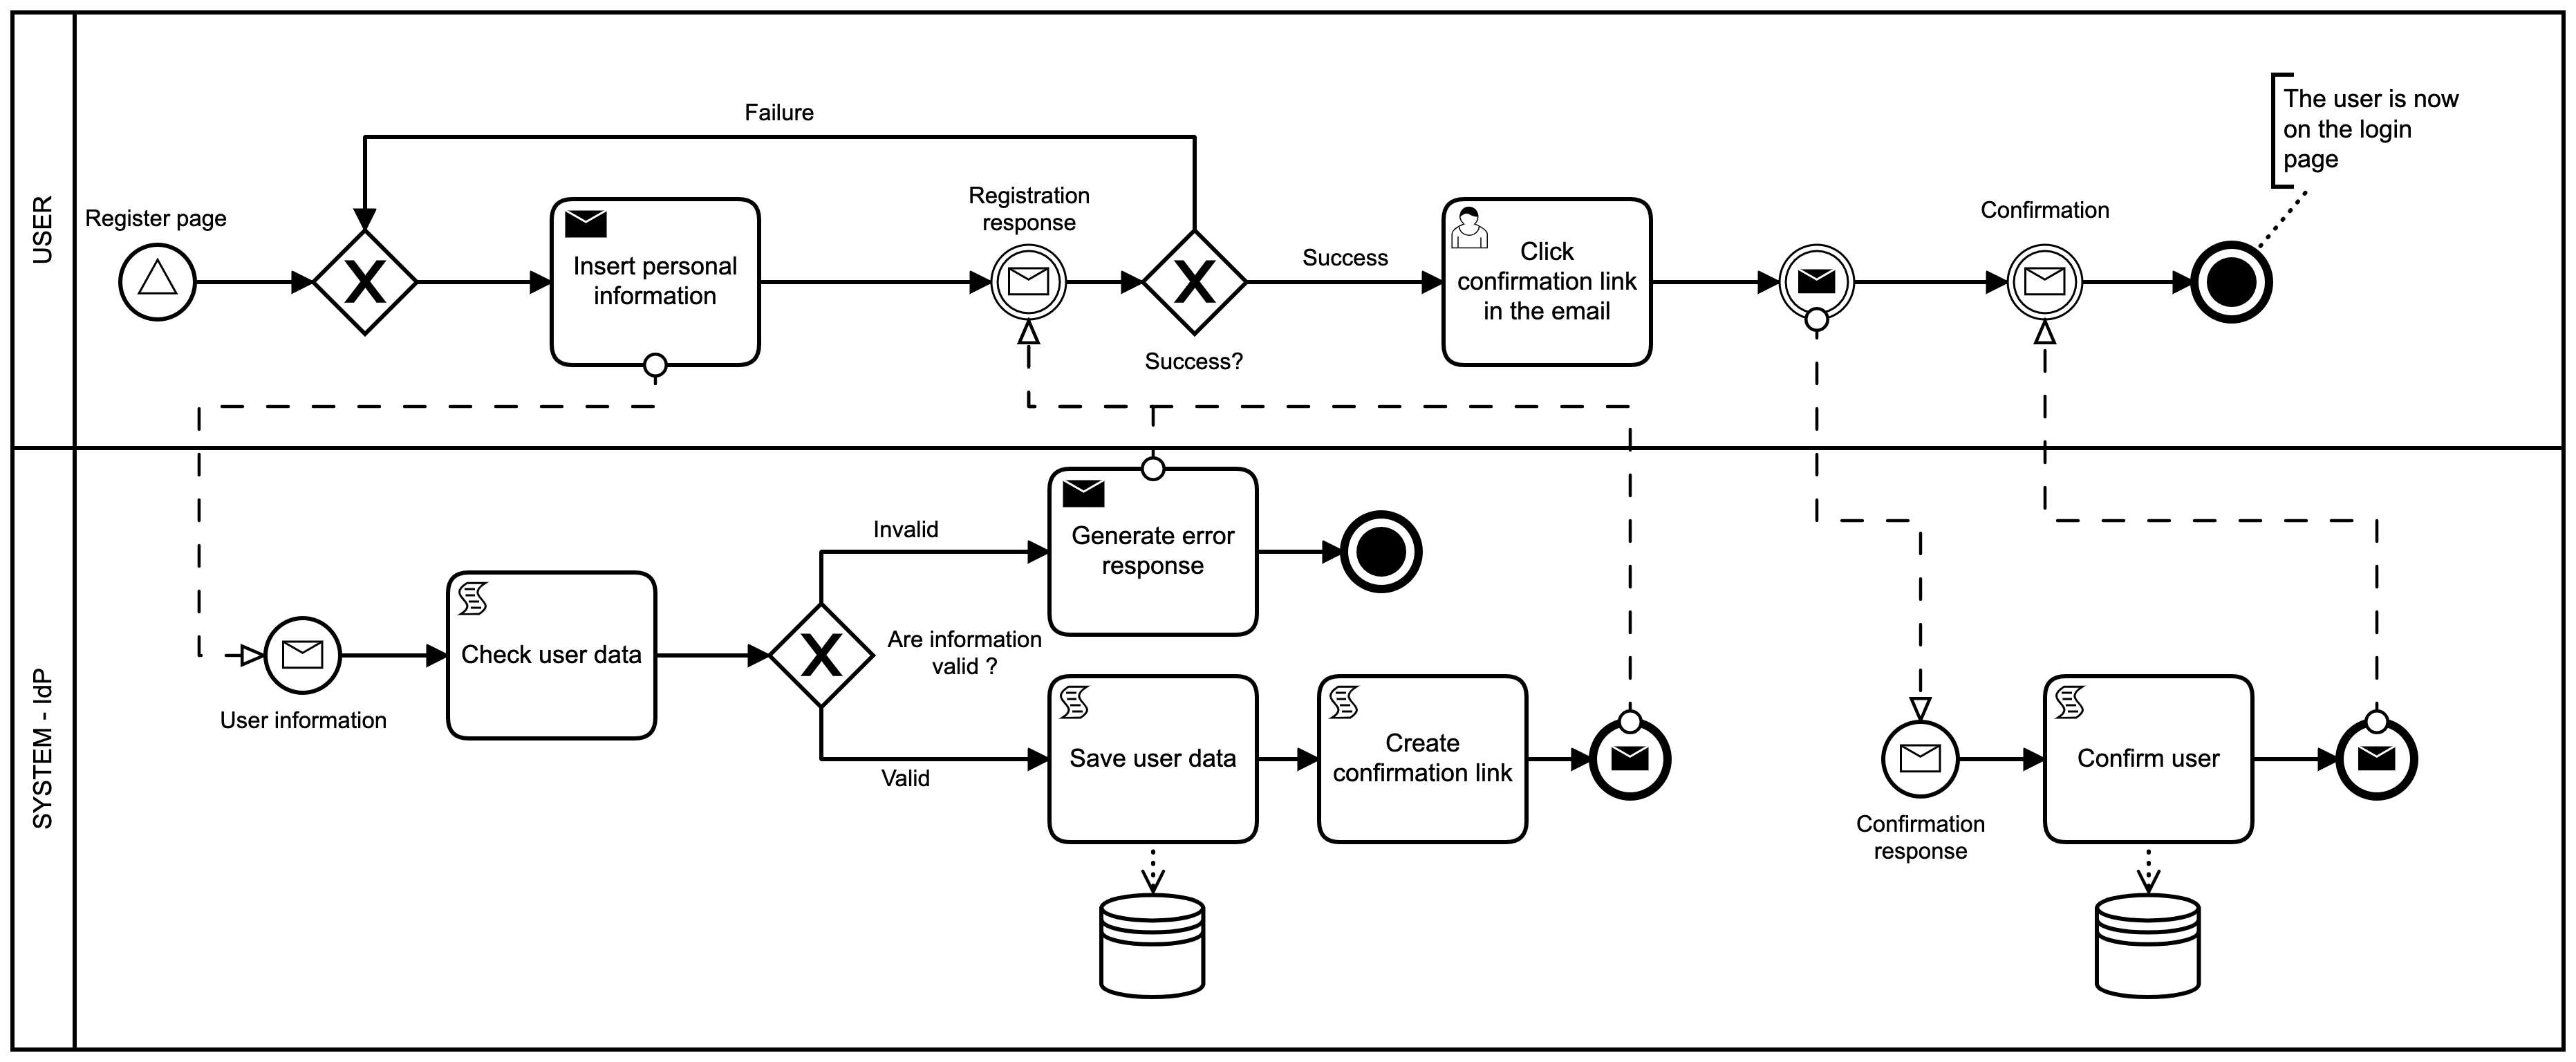 USER
Register page
Failure
Insert personal
information
Registration
response
Success?
Success
Click
confirmation link
in the email
Confirmation
The user is now
on the login
page
SYSTEM - IdP
User information
Check user data
Are information
valid ?
Invalid
Generate error
response
Valid
Save user data
Create
confirmation link
Confirmation
response
Confirm user